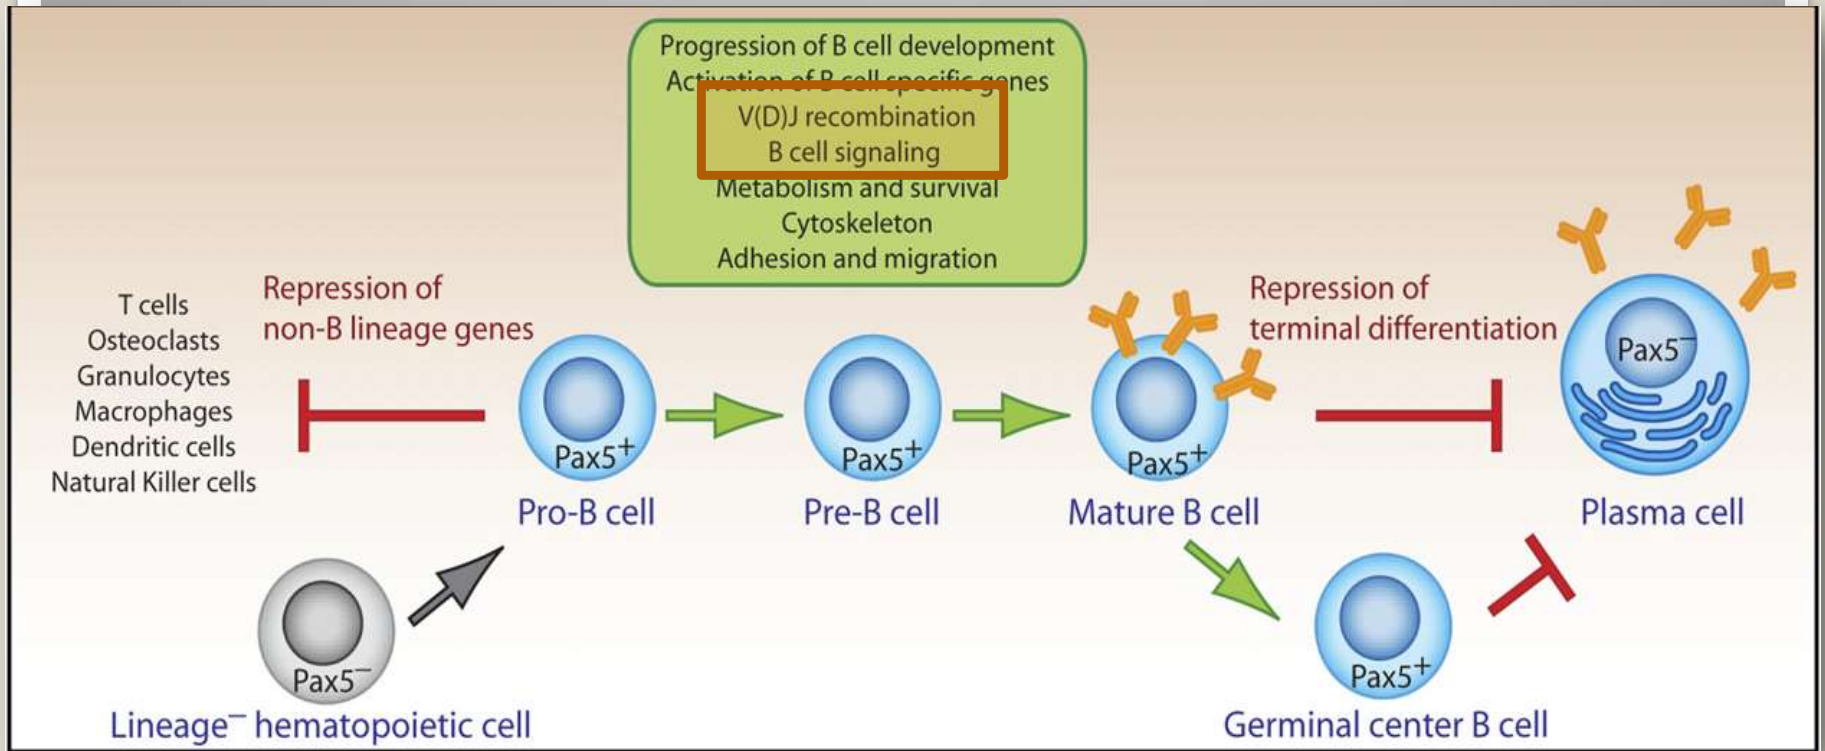 Progression of B cell development
Activation of B cell specific genes
V(D)J recombination
B cell signaling
Metabolism and survival
Cytoskeleton
Adhesion and migration
T cells
Osteoclasts
Granulocytes
Macrophages
Dendritic cells
Natural Killer cells
Repression of
non-B lineage genes
Repression of
terminal differentiation
Pax5⁺
Pro-B cell
Pax5⁺
Pre-B cell
Pax5⁺
Mature B cell
Pax5⁻
Plasma cell
Pax5⁻
Lineage⁻ hematopoietic cell
Pax5⁺
Germinal center B cell